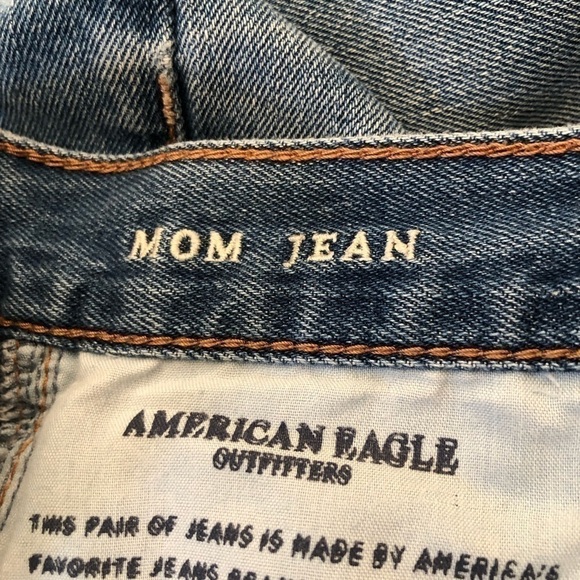 MOM JEAN
AMERICAN EAGLE
OUTFITTERS
THIS PAIR OF JEANS IS MADE BY AMERICA'S
FAVORITE JEANS